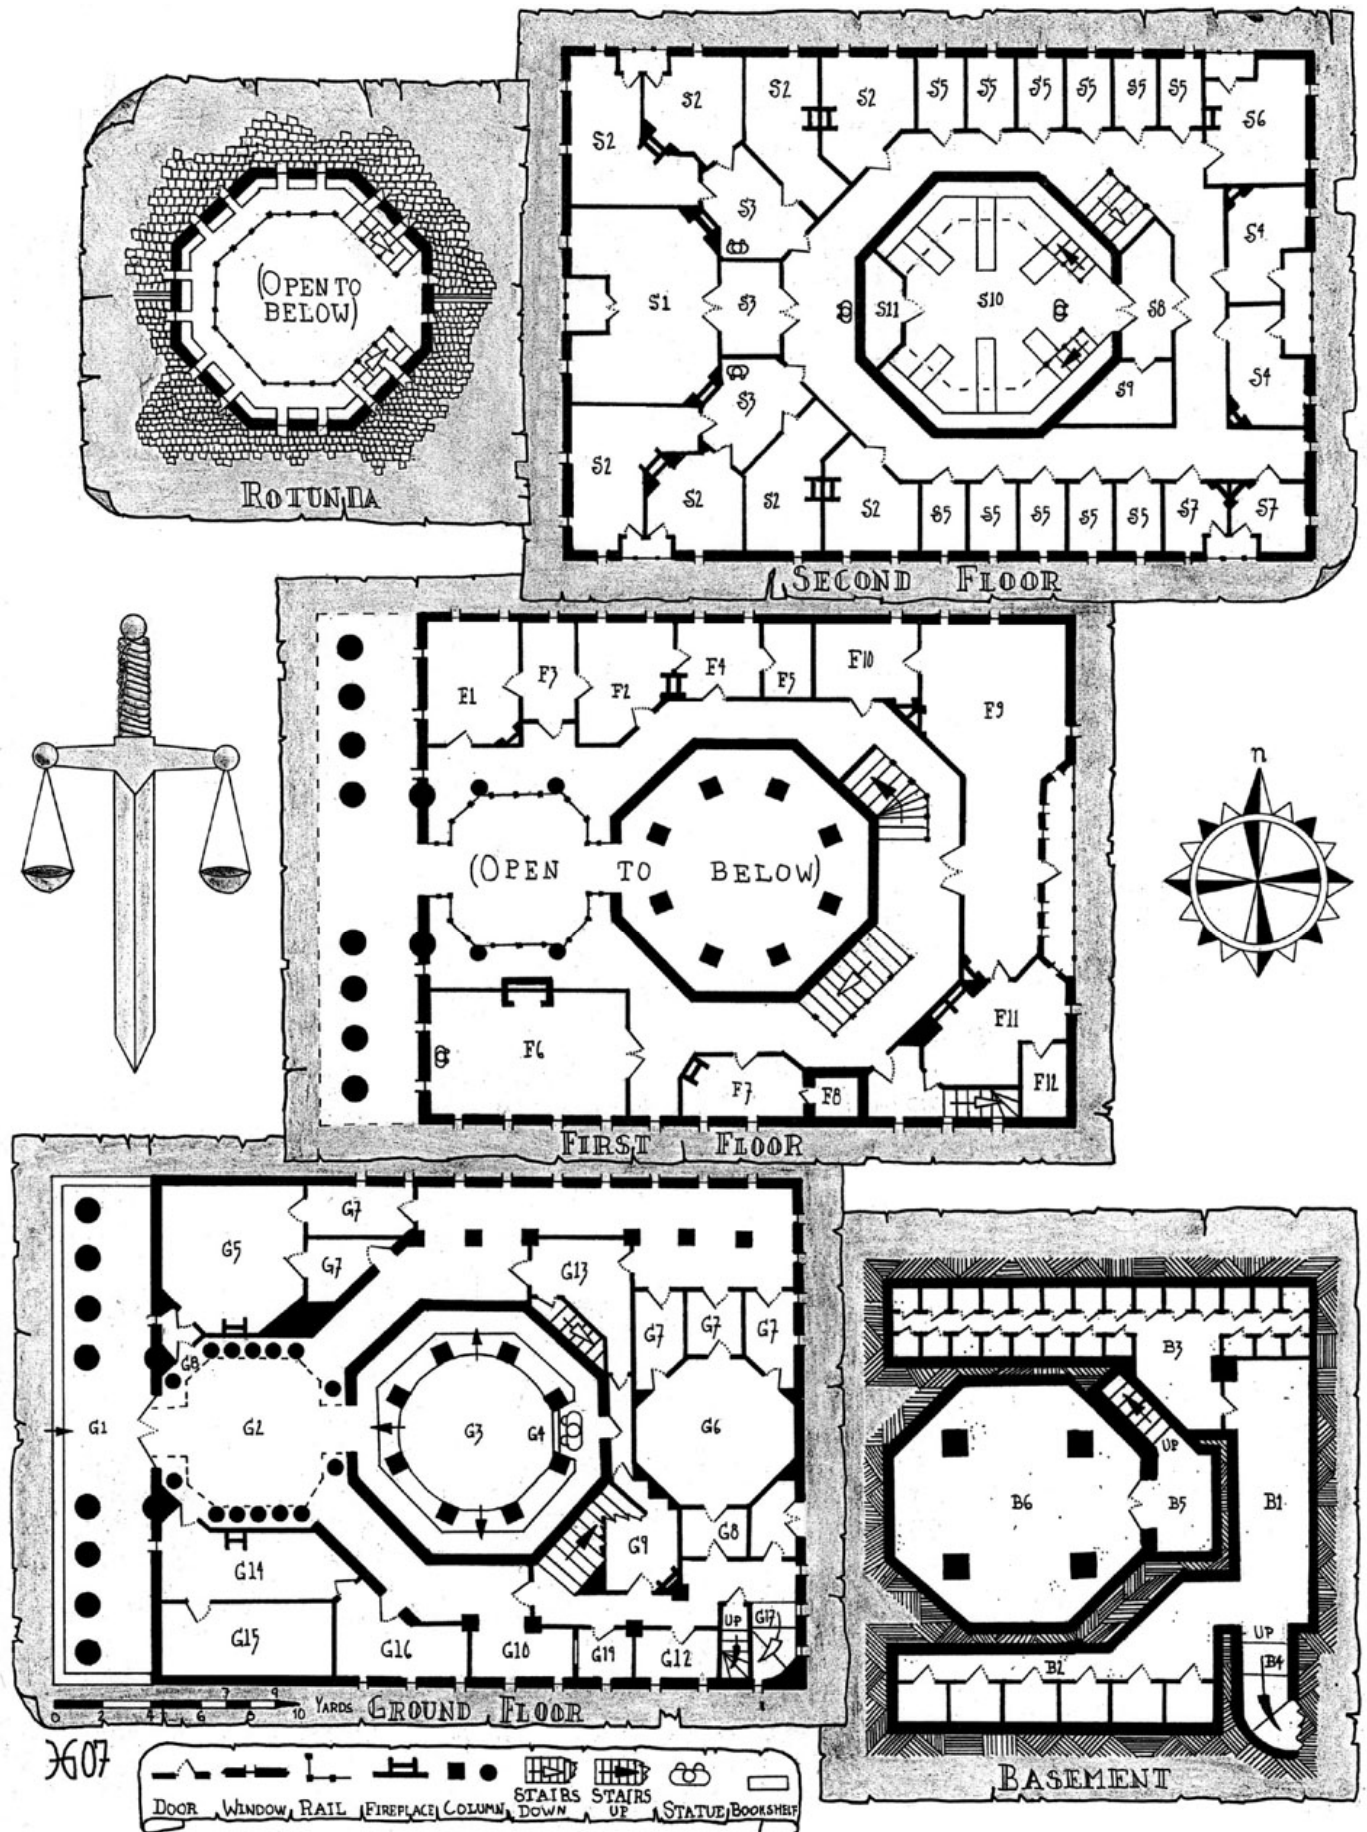 S2
S2
S2
S2
S5
S5
S5
S5
S5
S5
S6
S3
S4
(OPEN TO
BELOW)
S1
S3
S11
S10
S8
S4
S9
S3
S2
S2
S2
S2
S5
S5
S5
S5
S5
S7
S7
ROTUNDA
SECOND FLOOR
F1
F3
F2
F4
F5
F10
F9
n
(OPEN TO BELOW)
F6
F7
F8
F11
F12
FIRST FLOOR
G5
G7
G7
G13
G7
G7
G7
G8
G1
G2
G3
G4
G6
G9
G8
G14
G15
G16
G10
G12
UP
G17
0
2
4
6
7
9
10
YARDS
GROUND FLOOR
B3
UP
B6
B5
B1
B2
UP
B4
BASEMENT
DOOR
WINDOW
RAIL
FIREPLACE
COLUMN
STAIRS
DOWN
STAIRS
UP
STATUE
BOOKSHELF